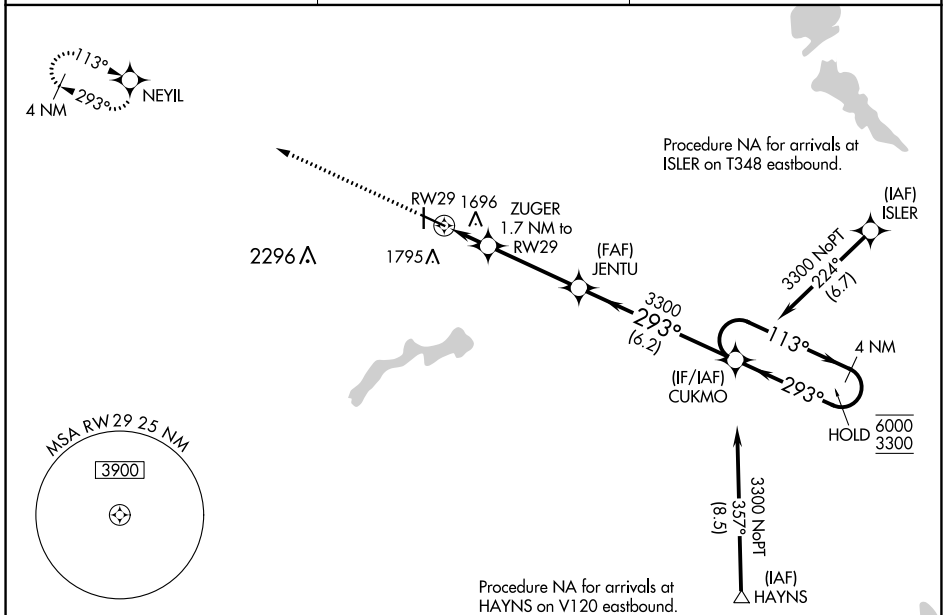 113°
293°
4 NM
NEYIL
Procedure NA for arrivals at
ISLER on T348 eastbound.
(IAF)
ISLER
RW29
1696
ZUGER
1.7 NM to
RW29
2296
1795
(FAF)
JENTU
3300 NoPT
224°
(6.7)
3300
293°
(6.2)
113°
4 NM
(IF/IAF)
CUKMO
293°
HOLD
6000
3300
MSA RW29 25 NM
3900
3300 NoPT
357°
(8.5)
(IAF)
HAYNS
Procedure NA for arrivals at
HAYNS on V120 eastbound.